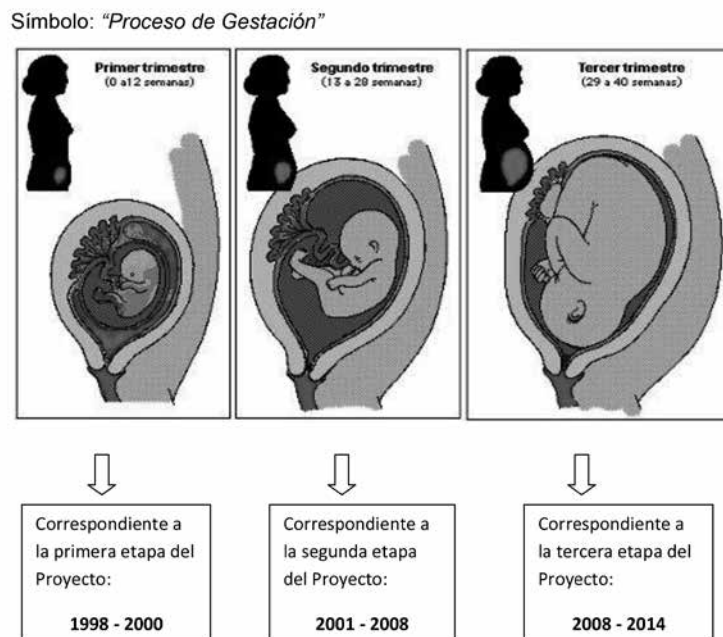 Símbolo: "Proceso de Gestación"
Primer trimestre
(0 a12 semanas)
Segundo trimestre
(13 a 28 semanas)
Tercer trimestre
(29 a 40 semanas)
Correspondiente a
la primera etapa del
Proyecto:
1998 - 2000
Correspondiente a
la segunda etapa
del Proyecto:
2001 - 2008
Correspondiente a
la tercera etapa del
Proyecto:
2008 - 2014